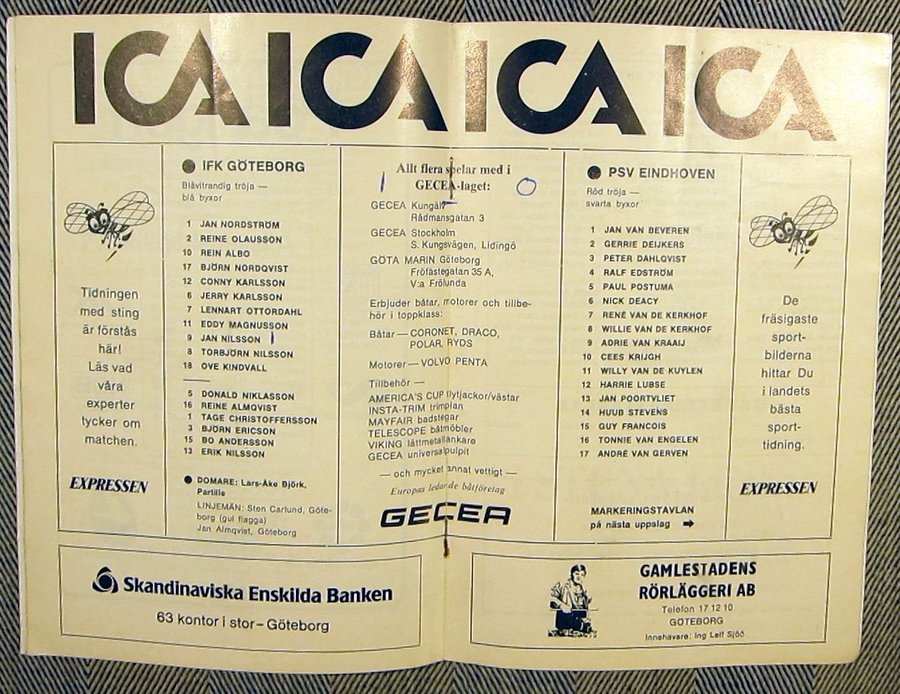 ICA ICA ICA ICA
Tidningen
med sting
är förstås
här!
Läs vad
våra
experter
tycker om
matchen.
EXPRESSEN
IFK GÖTEBORG
Blåvitrandig tröja —
blå byxor
1 JAN NORDSTRÖM
2 REINE OLAUSSON
10 REIN ALBO
17 BJÖRN NORDQVIST
12 CONNY KARLSSON
6 JERRY KARLSSON
7 LENNART OTTORDAHL
11 EDDY MAGNUSSON
9 JAN NILSSON 1
8 TORBJÖRN NILSSON
18 OVE KINDVALL
5 DONALD NIKLASSON
16 REINE ALMQVIST
1 TAGE CHRISTOFFERSSON
3 BJÖRN ERICSON
15 BO ANDERSSON
13 ERIK NILSSON
DOMARE: Lars-Åke Björk,
Partille
LINJEMÄN: Sten Carlund, Göte-
borg (gul flagga)
Jan Almqvist, Göteborg
Allt flera spelar med i
1 GECEA-laget: 0
GECEA Kungälv
Rådmansgatan 3
GECEA Stockholm
S. Kungsvägen, Lidingö
GÖTA MARIN Göteborg
Fröfästegatan 35 A,
V:a Frölunda
Erbjuder båtar, motorer och tillbe-
hör i toppklass:
Båtar — CORONET, DRACO,
POLAR, RYDS
Motorer — VOLVO PENTA
Tillbehör —
AMERICA'S CUP flytjackor/västar
INSTA-TRIM trimplan
MAYFAIR badstegar
TELESCOPE båtmöbler
VIKING lättmetallankare
GECEA universalpulpit
— och mycket annat vettigt —
Europas ledande båtföretag
GECEA
PSV EINDHOVEN
Röd tröja —
svarta byxor
1 JAN VAN BEVEREN
2 GERRIE DEIJKERS
3 PETER DAHLQVIST
4 RALF EDSTRÖM
5 PAUL POSTUMA
6 NICK DEACY
7 RENÉ VAN DE KERKHOF
8 WILLIE VAN DE KERKHOF
9 ADRIE VAN KRAAIJ
10 CEES KRIJGH
11 WILLY VAN DE KUYLEN
12 HARRIE LUBSE
13 JAN POORTVLIET
14 HUUB STEVENS
15 GUY FRANCOIS
16 TONNIE VAN ENGELEN
17 ANDRÉ VAN GERVEN
MARKERINGSTAVLAN
på nästa uppslag
De
fräsigaste
sport-
bilderna
hittar Du
i landets
bästa
sport-
tidning.
EXPRESSEN
Skandinaviska Enskilda Banken
63 kontor i stor – Göteborg
GAMLESTADENS
RÖRLÄGGERI AB
Telefon 17 12 10
GÖTEBORG
Innehavare: Ing Leif Sjöö